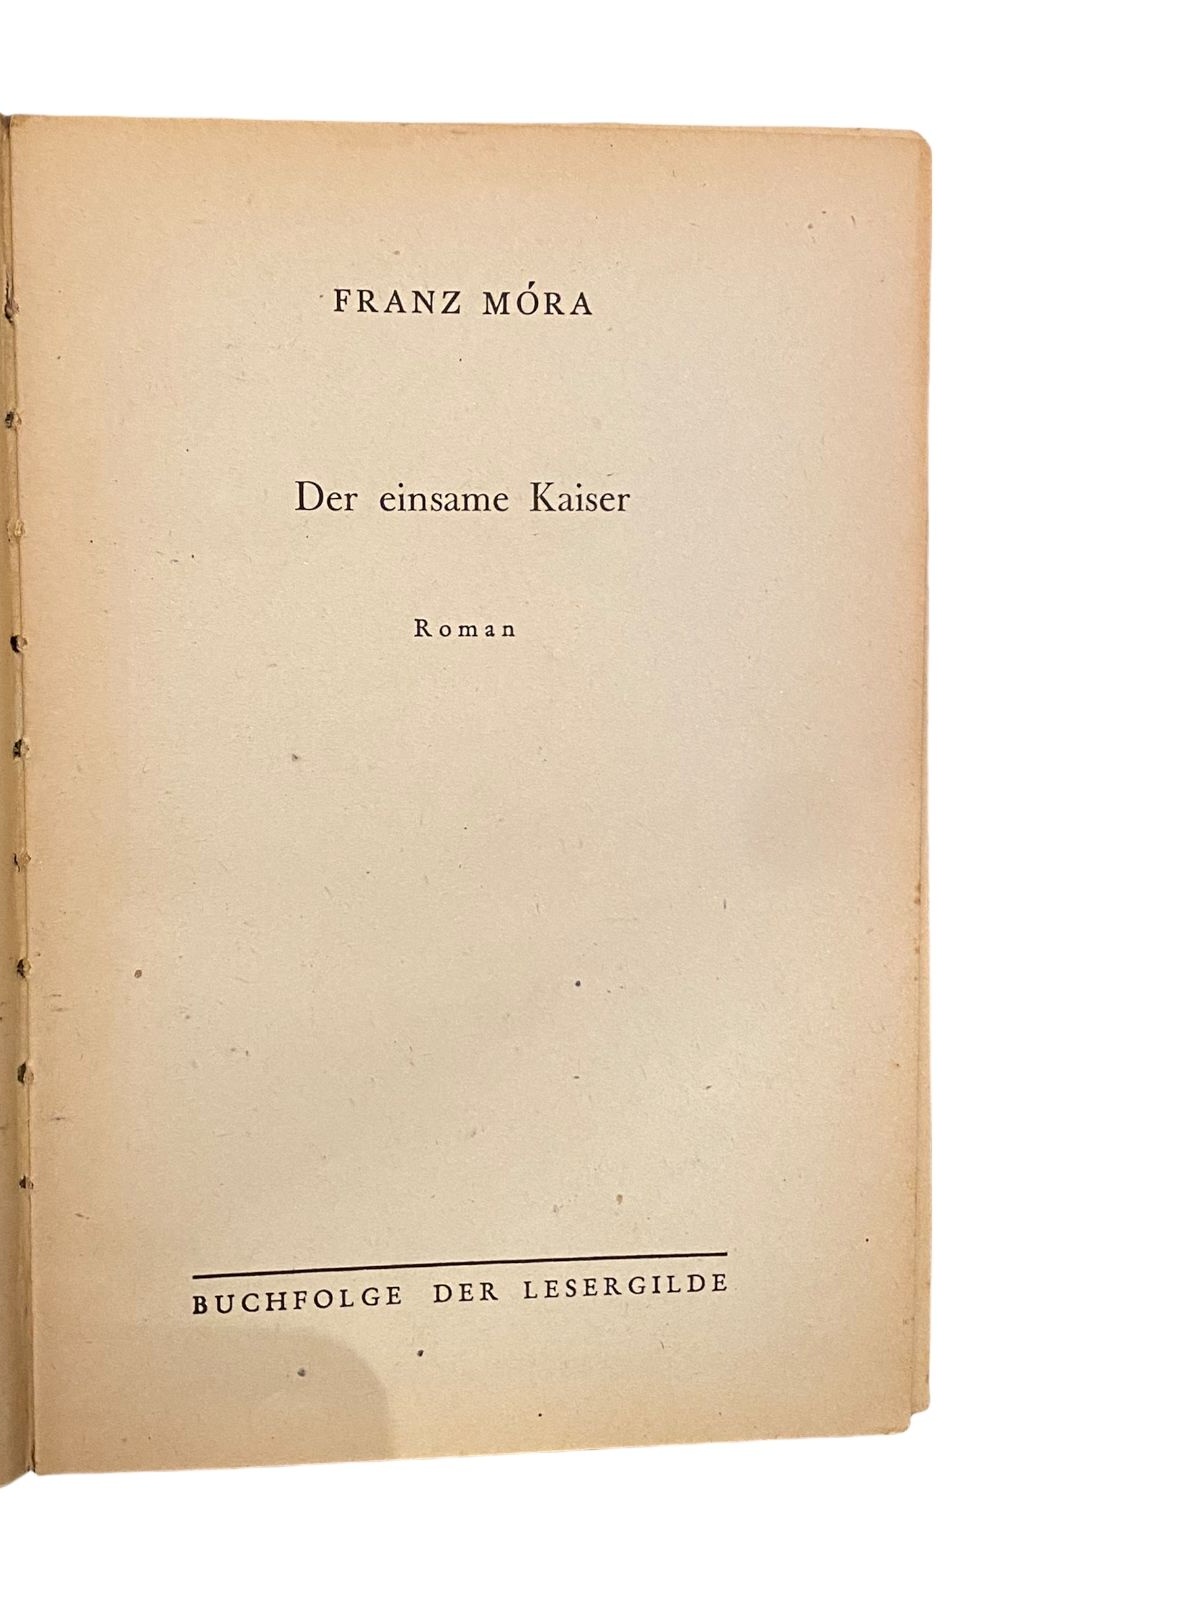 FRANZ MÓRA
Der einsame Kaiser
Roman
BUCHFOLGE DER LESERGILDE